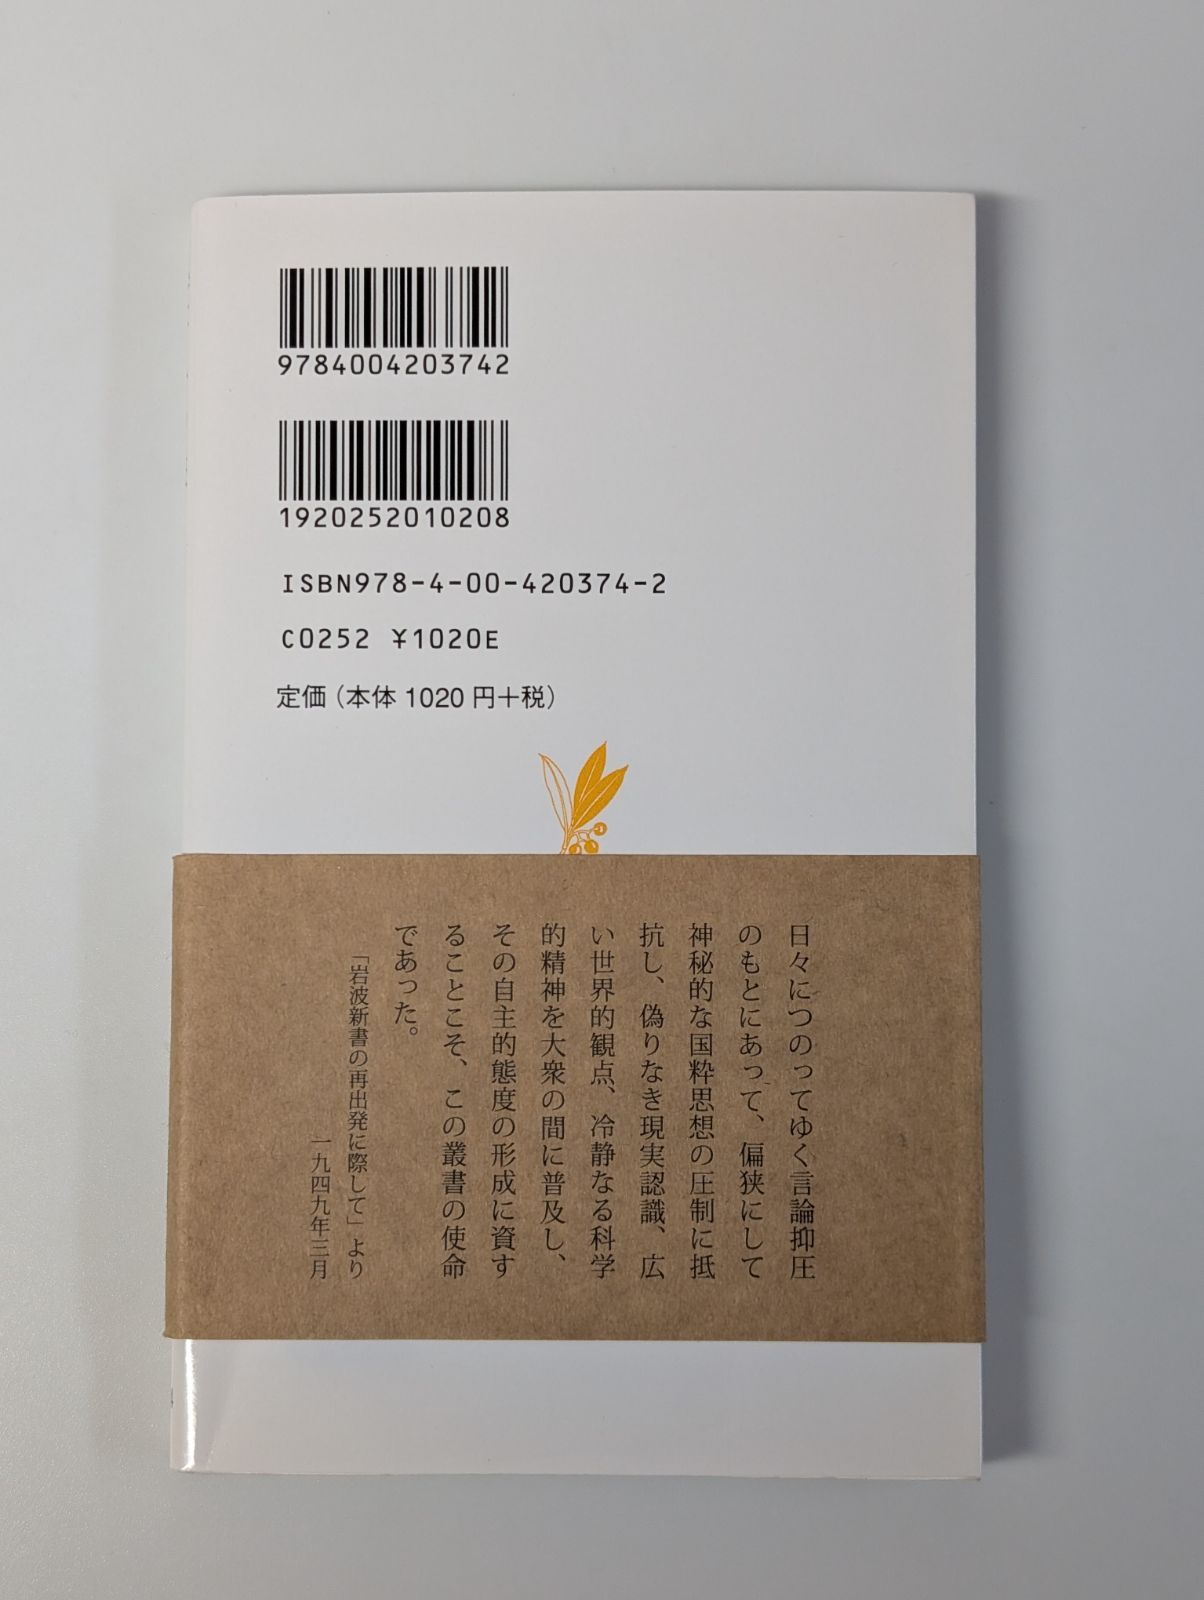 9784004203742
1920252010208
ISBN978-4-00-420374-2
C0252 ¥1020E
定価（本体 1020 円＋税）
日々につのってゆく言論抑圧
のもとにあって、偏狭にして
神秘的な国粋思想の圧制に抵
抗し、偽りなき現実認識、広
い世界的観点、冷静なる科学
的精神を大衆の間に普及し、
その自主的態度の形成に資す
ることこそ、この叢書の使命
であった。
「岩波新書の再出発に際して」より
一九四九年三月